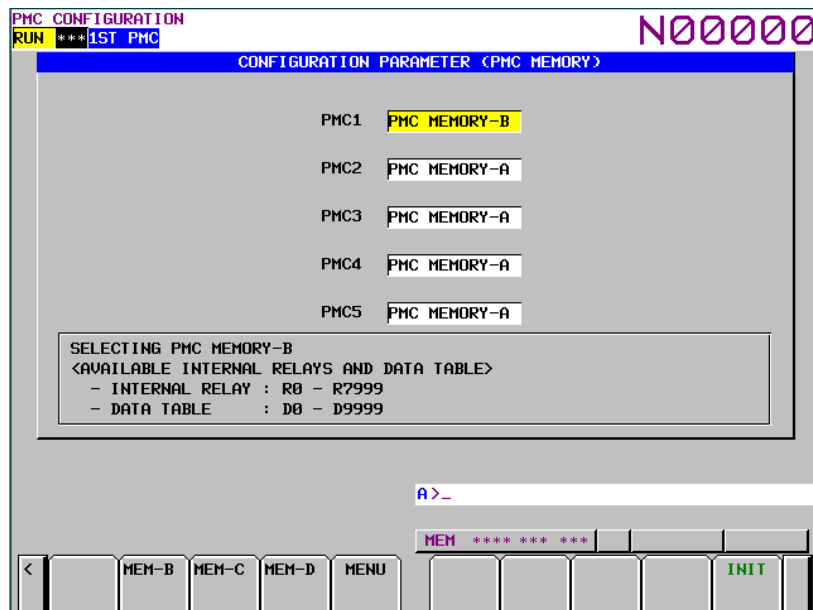 PMC CONFIGURATION
N00000
RUN ***1ST PMC
CONFIGURATION PARAMETER (PMC MEMORY)
PMC1 PMC MEMORY-B
PMC2 PMC MEMORY-A
PMC3 PMC MEMORY-A
PMC4 PMC MEMORY-A
PMC5 PMC MEMORY-A
SELECTING PMC MEMORY-B
<AVAILABLE INTERNAL RELAYS AND DATA TABLE>
- INTERNAL RELAY : R0 - R7999
- DATA TABLE : D0 - D9999
A>_
MEM **** *** ***
< MEM-B MEM-C MEM-D MENU INIT